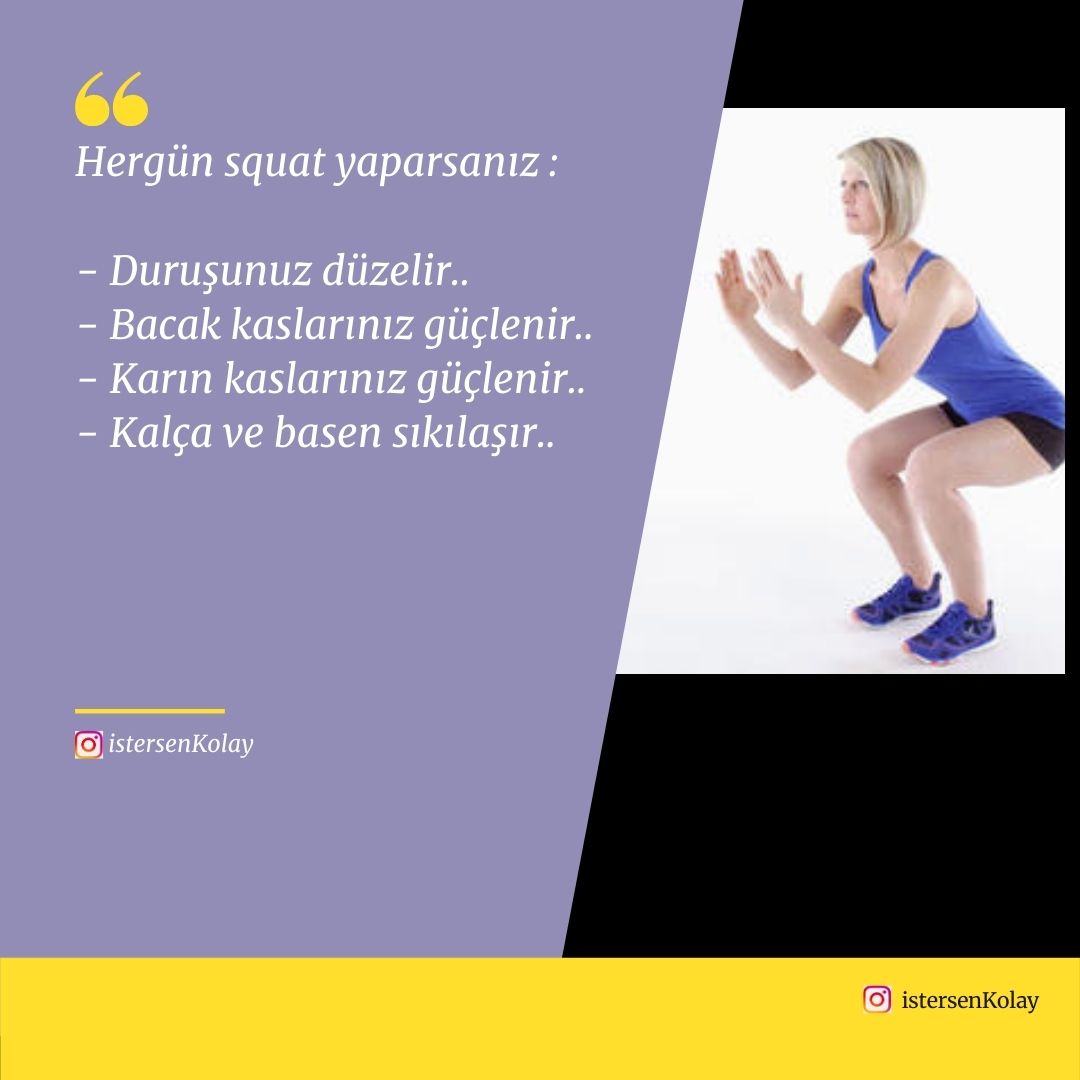 Hergün squat yaparsanız :
- Duruşunuz düzelir..
- Bacak kaslarınız güçlenir..
- Karın kaslarınız güçlenir..
- Kalça ve basen sıkılaşır..
istersenKolay
istersenKolay